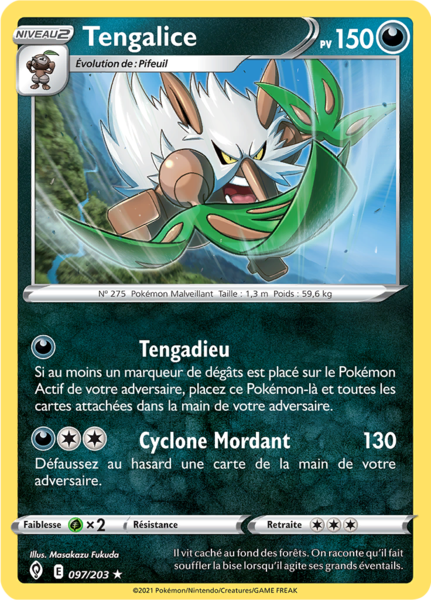 NIVEAU2
Tengalice
PV 150
Évolution de : Pifeuil
N° 275 Pokémon Malveillant Taille : 1,3 m Poids : 59,6 kg
Tengadieu
Si au moins un marqueur de dégâts est placé sur le Pokémon
Actif de votre adversaire, placez ce Pokémon-là et toutes les
cartes attachées dans la main de votre adversaire.
Cyclone Mordant 130
Défaussez au hasard une carte de la main de votre
adversaire.
Faiblesse ×2 Résistance Retraite
Illus. Masakazu Fukuda
E 097/203 ★
Il vit caché au fond des forêts. On raconte qu'il fait
souffler la bise lorsqu'il agite ses grands éventails.
©2021 Pokémon/Nintendo/Creatures/GAME FREAK